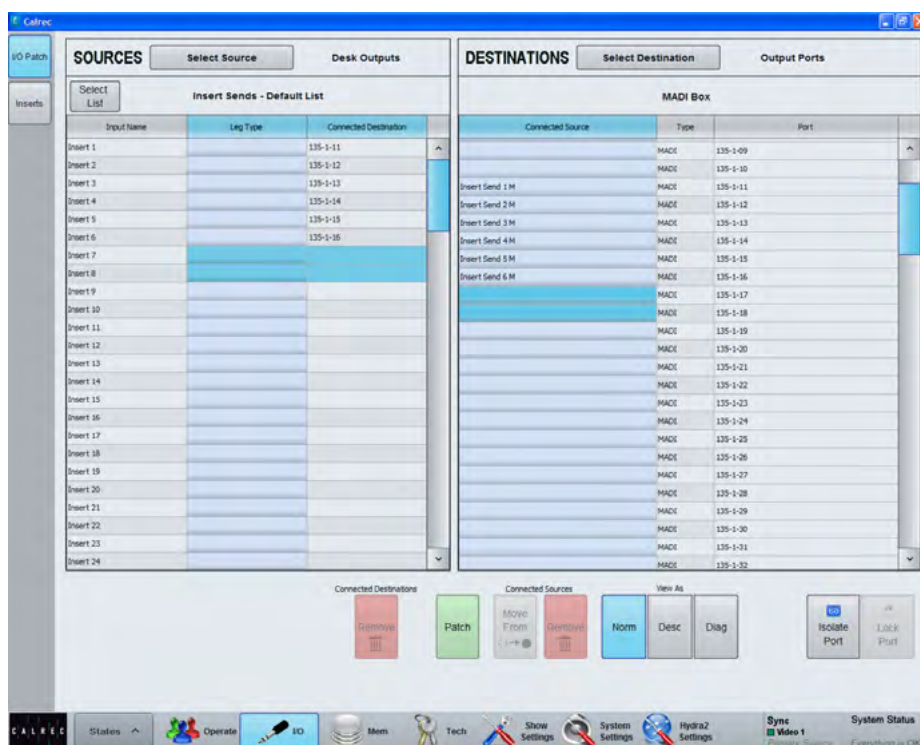 Calrec
I/O Patch
Inserts
SOURCES Select Source Desk Outputs
Select List Insert Sends - Default List
Input Name Leg Type Connected Destination
Insert 1 135-1-11
Insert 2 135-1-12
Insert 3 135-1-13
Insert 4 135-1-14
Insert 5 135-1-15
Insert 6 135-1-16
Insert 7
Insert 8
Insert 9
Insert 10
Insert 11
Insert 12
Insert 13
Insert 14
Insert 15
Insert 16
Insert 17
Insert 18
Insert 19
Insert 20
Insert 21
Insert 22
Insert 23
Insert 24
DESTINATIONS Select Destination Output Ports
MADI Box
Connected Source Type Port
MADI 135-1-09
MADI 135-1-10
Insert Send 1 M MADI 135-1-11
Insert Send 2 M MADI 135-1-12
Insert Send 3 M MADI 135-1-13
Insert Send 4 M MADI 135-1-14
Insert Send 5 M MADI 135-1-15
Insert Send 6 M MADI 135-1-16
MADI 135-1-17
MADI 135-1-18
MADI 135-1-19
MADI 135-1-20
MADI 135-1-21
MADI 135-1-22
MADI 135-1-23
MADI 135-1-24
MADI 135-1-25
MADI 135-1-26
MADI 135-1-27
MADI 135-1-28
MADI 135-1-29
MADI 135-1-30
MADI 135-1-31
MADI 135-1-32
Connected Destinations
Remove
Patch
Connected Sources
Move From
Remove
View As
Norm Desc Diag
GO Isolate Port
Lock Port
CALREC States Operate I/O Mem Tech Show Settings System Settings Hydra2 Settings
Sync
Video 1
System Status